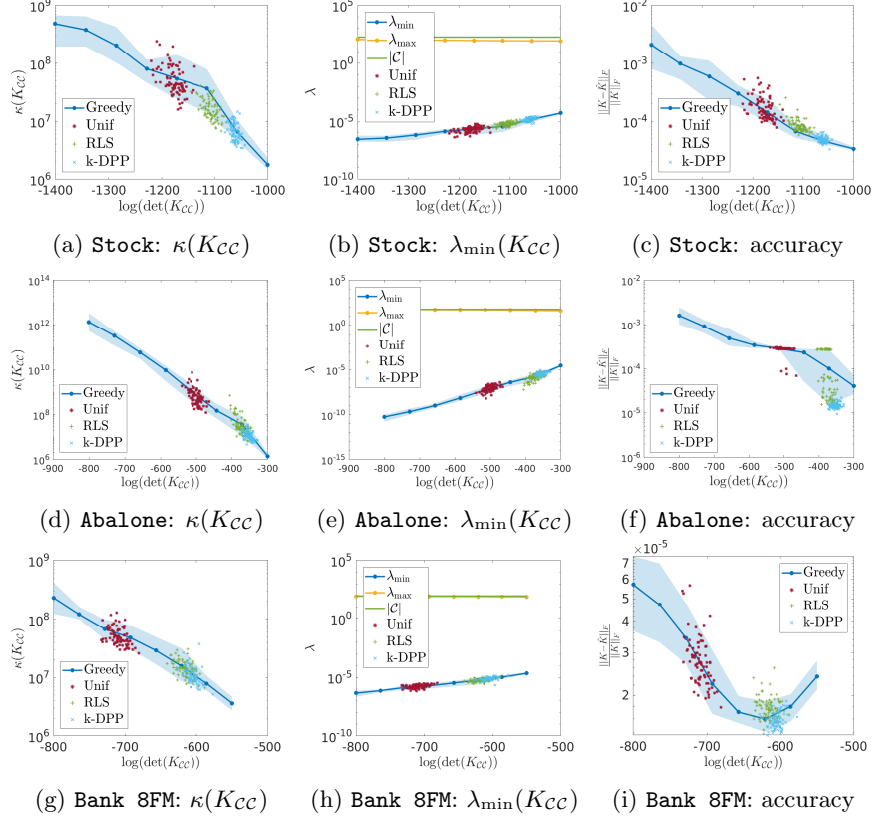 κ(K_CC)
10^9
10^8
10^7
10^6
Greedy
Unif
RLS
k-DPP
-1400 -1300 -1200 -1100 -1000
log(det(K_CC))
λ
10^5
10^0
10^-5
10^-10
λ_min
λ_max
|C|
Unif
RLS
k-DPP
-1400 -1300 -1200 -1100 -1000
log(det(K_CC))
||K−K̂||_F / ||K||_F
10^-3
10^-4
10^-5
Greedy
Unif
RLS
k-DPP
-1400 -1300 -1200 -1100 -1000
log(det(K_CC))
(a) Stock: κ(K_CC)
(b) Stock: λ_min(K_CC)
(c) Stock: accuracy
κ(K_CC)
10^14
10^12
10^10
10^8
10^6
Greedy
Unif
RLS
k-DPP
-900 -800 -700 -600 -500 -400 -300
log(det(K_CC))
λ
10^5
10^0
10^-5
10^-10
10^-15
λ_min
λ_max
|C|
Unif
RLS
k-DPP
-900 -800 -700 -600 -500 -400 -300
log(det(K_CC))
||K−K̂||_F / ||K||_F
10^-2
10^-3
10^-4
10^-5
10^-6
Greedy
Unif
RLS
k-DPP
-900 -800 -700 -600 -500 -400 -300
log(det(K_CC))
(d) Abalone: κ(K_CC)
(e) Abalone: λ_min(K_CC)
(f) Abalone: accuracy
κ(K_CC)
10^9
10^8
10^7
10^6
Greedy
Unif
RLS
k-DPP
-800 -700 -600 -500
log(det(K_CC))
λ
10^5
10^0
10^-5
10^-10
λ_min
λ_max
|C|
Unif
RLS
k-DPP
-800 -700 -600 -500
log(det(K_CC))
||K−K̂||_F / ||K||_F
×10^-5
7
6
5
4
3
2
Greedy
Unif
RLS
k-DPP
-800 -700 -600 -500
log(det(K_CC))
(g) Bank 8FM: κ(K_CC)
(h) Bank 8FM: λ_min(K_CC)
(i) Bank 8FM: accuracy